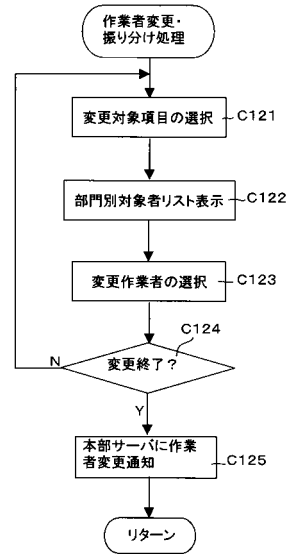 作業者変更・
振り分け処理
変更対象項目の選択
C121
部門別対象者リスト表示
C122
変更作業者の選択
C123
C124
変更終了?
N
Y
本部サーバに作業
者変更通知
C125
リターン